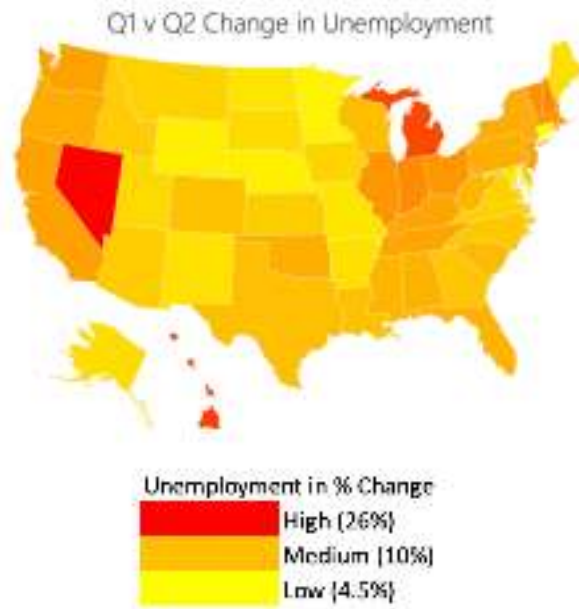 Q1 v Q2 Change in Unemployment
Unemployment in % Change
High (26%)
Medium (10%)
Low (4.5%)